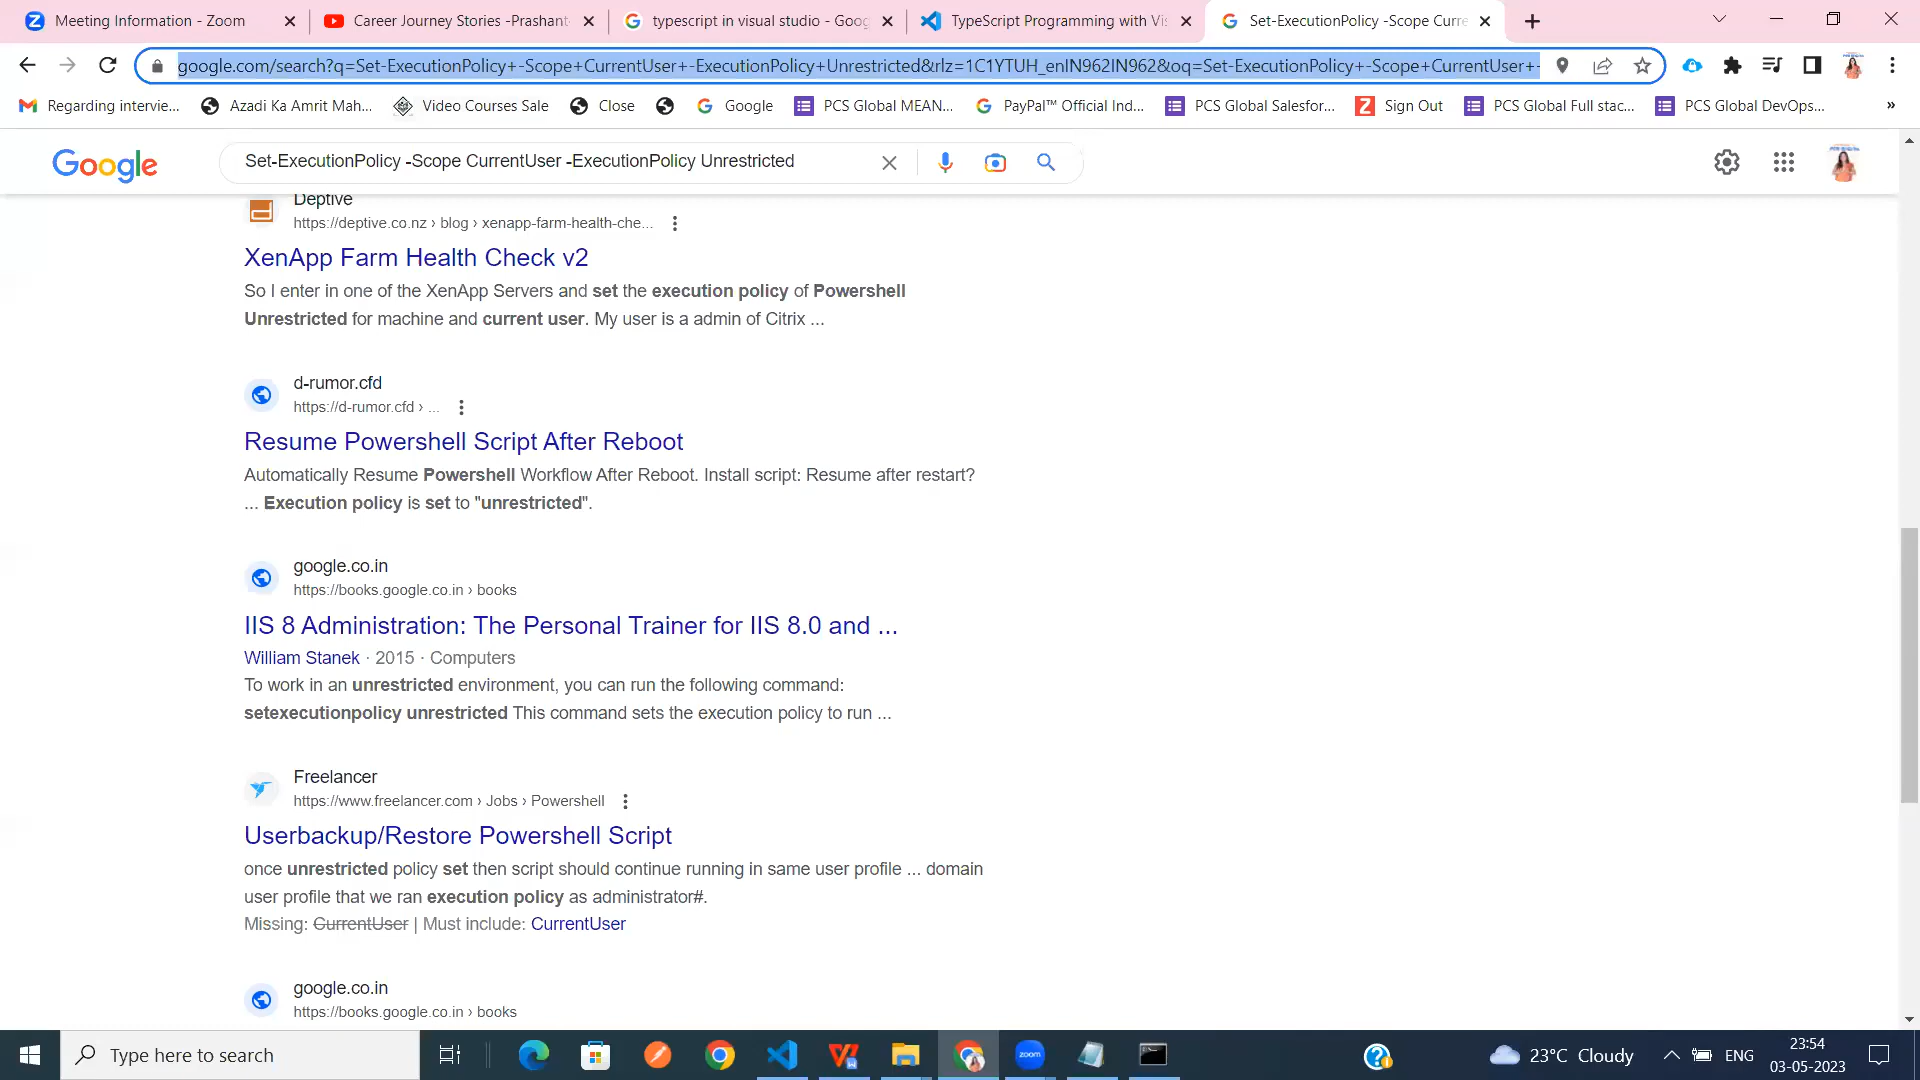 Meeting Information - Zoom
Career Journey Stories -Prashant
typescript in visual studio - Goog
TypeScript Programming with Vis
Set-ExecutionPolicy -Scope Curre
google.com/search?q=Set-ExecutionPolicy+-Scope+CurrentUser+-ExecutionPolicy+Unrestricted&rlz=1C1YTUH_enIN962IN962&oq=Set-ExecutionPolicy+-Scope+CurrentUser+-
Regarding intervie...
Azadi Ka Amrit Mah...
Video Courses Sale
Close
Google
PCS Global MEAN...
PayPal™ Official Ind...
PCS Global Salesfor...
Sign Out
PCS Global Full stac...
PCS Global DevOps...
»
Google
Set-ExecutionPolicy -Scope CurrentUser -ExecutionPolicy Unrestricted
Deptive
https://deptive.co.nz › blog › xenapp-farm-health-che...
XenApp Farm Health Check v2
So I enter in one of the XenApp Servers and set the execution policy of Powershell
Unrestricted for machine and current user. My user is a admin of Citrix ...
d-rumor.cfd
https://d-rumor.cfd › ...
Resume Powershell Script After Reboot
Automatically Resume Powershell Workflow After Reboot. Install script: Resume after restart?
... Execution policy is set to "unrestricted".
google.co.in
https://books.google.co.in › books
IIS 8 Administration: The Personal Trainer for IIS 8.0 and ...
William Stanek · 2015 · Computers
To work in an unrestricted environment, you can run the following command:
setexecutionpolicy unrestricted This command sets the execution policy to run ...
Freelancer
https://www.freelancer.com › Jobs › Powershell
Userbackup/Restore Powershell Script
once unrestricted policy set then script should continue running in same user profile ... domain
user profile that we ran execution policy as administrator#.
Missing: CurrentUser | Must include: CurrentUser
google.co.in
https://books.google.co.in › books
Type here to search
zoom
23°C Cloudy
ENG
23:54
03-05-2023